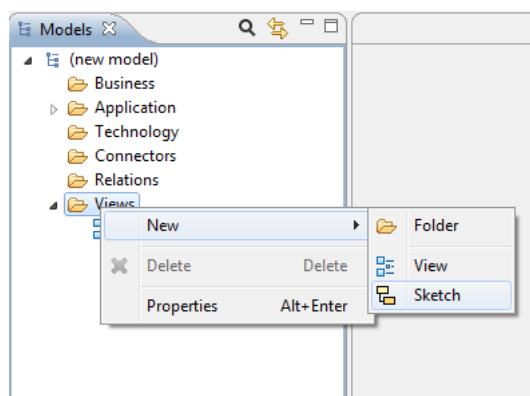 Models
(new model)
Business
Application
Technology
Connectors
Relations
Views
New
Folder
Delete Delete
View
Properties Alt+Enter
Sketch